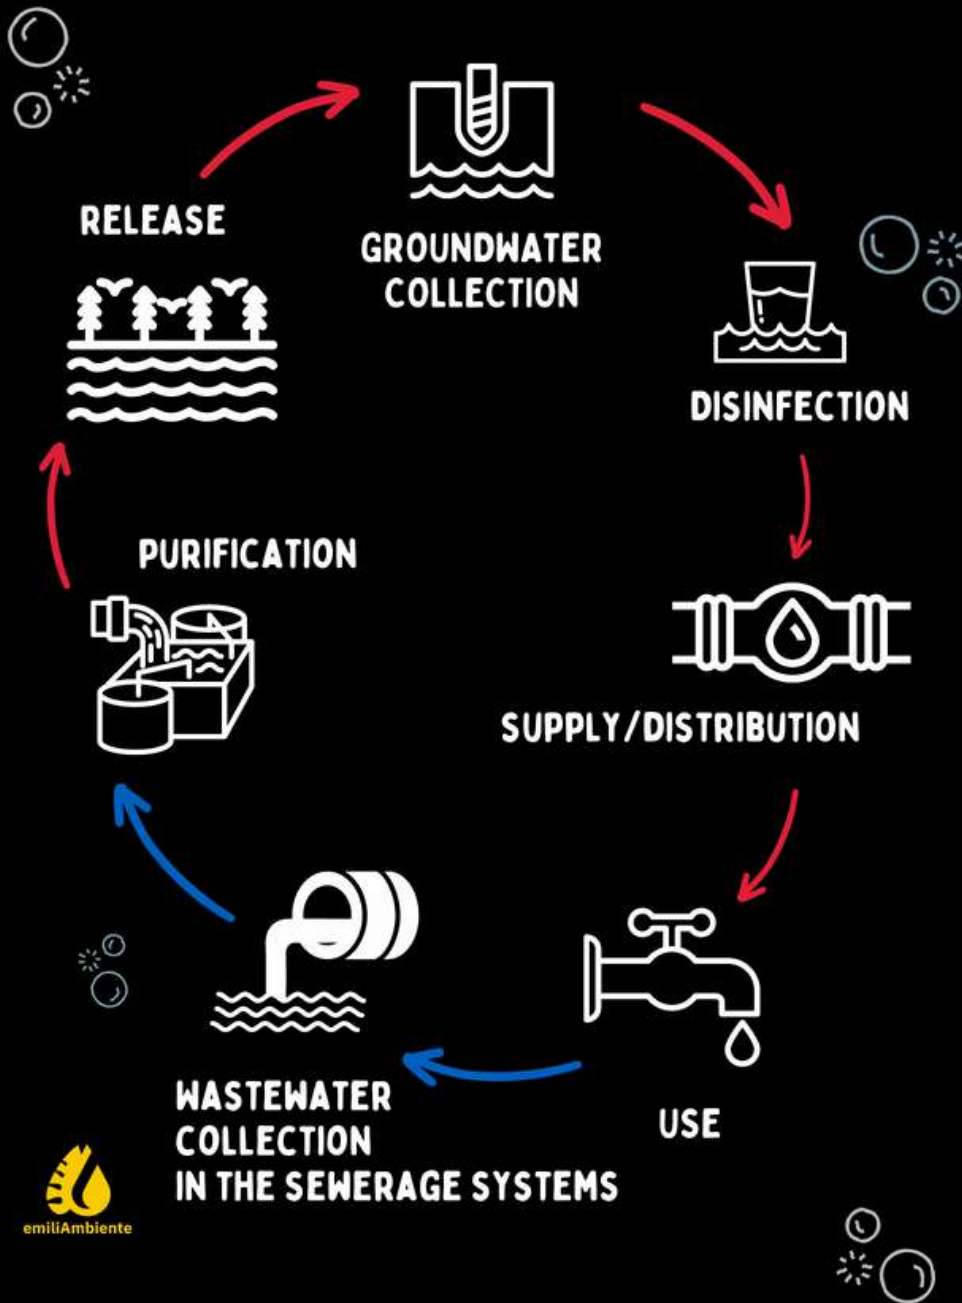 RELEASE
GROUNDWATER
COLLECTION
DISINFECTION
PURIFICATION
SUPPLY/DISTRIBUTION
WASTEWATER
COLLECTION
IN THE SEWERAGE SYSTEMS
USE
emiliAmbiente